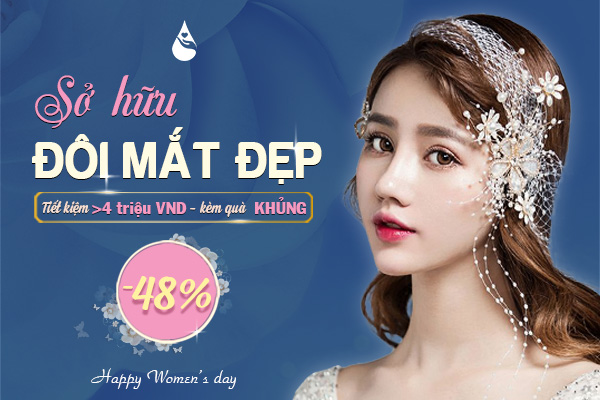 Sở hữu
ĐÔI MẮT ĐẸP
Tiết kiệm >4 triệu VND - kèm quà KHỦNG
-48%
Happy Women's day